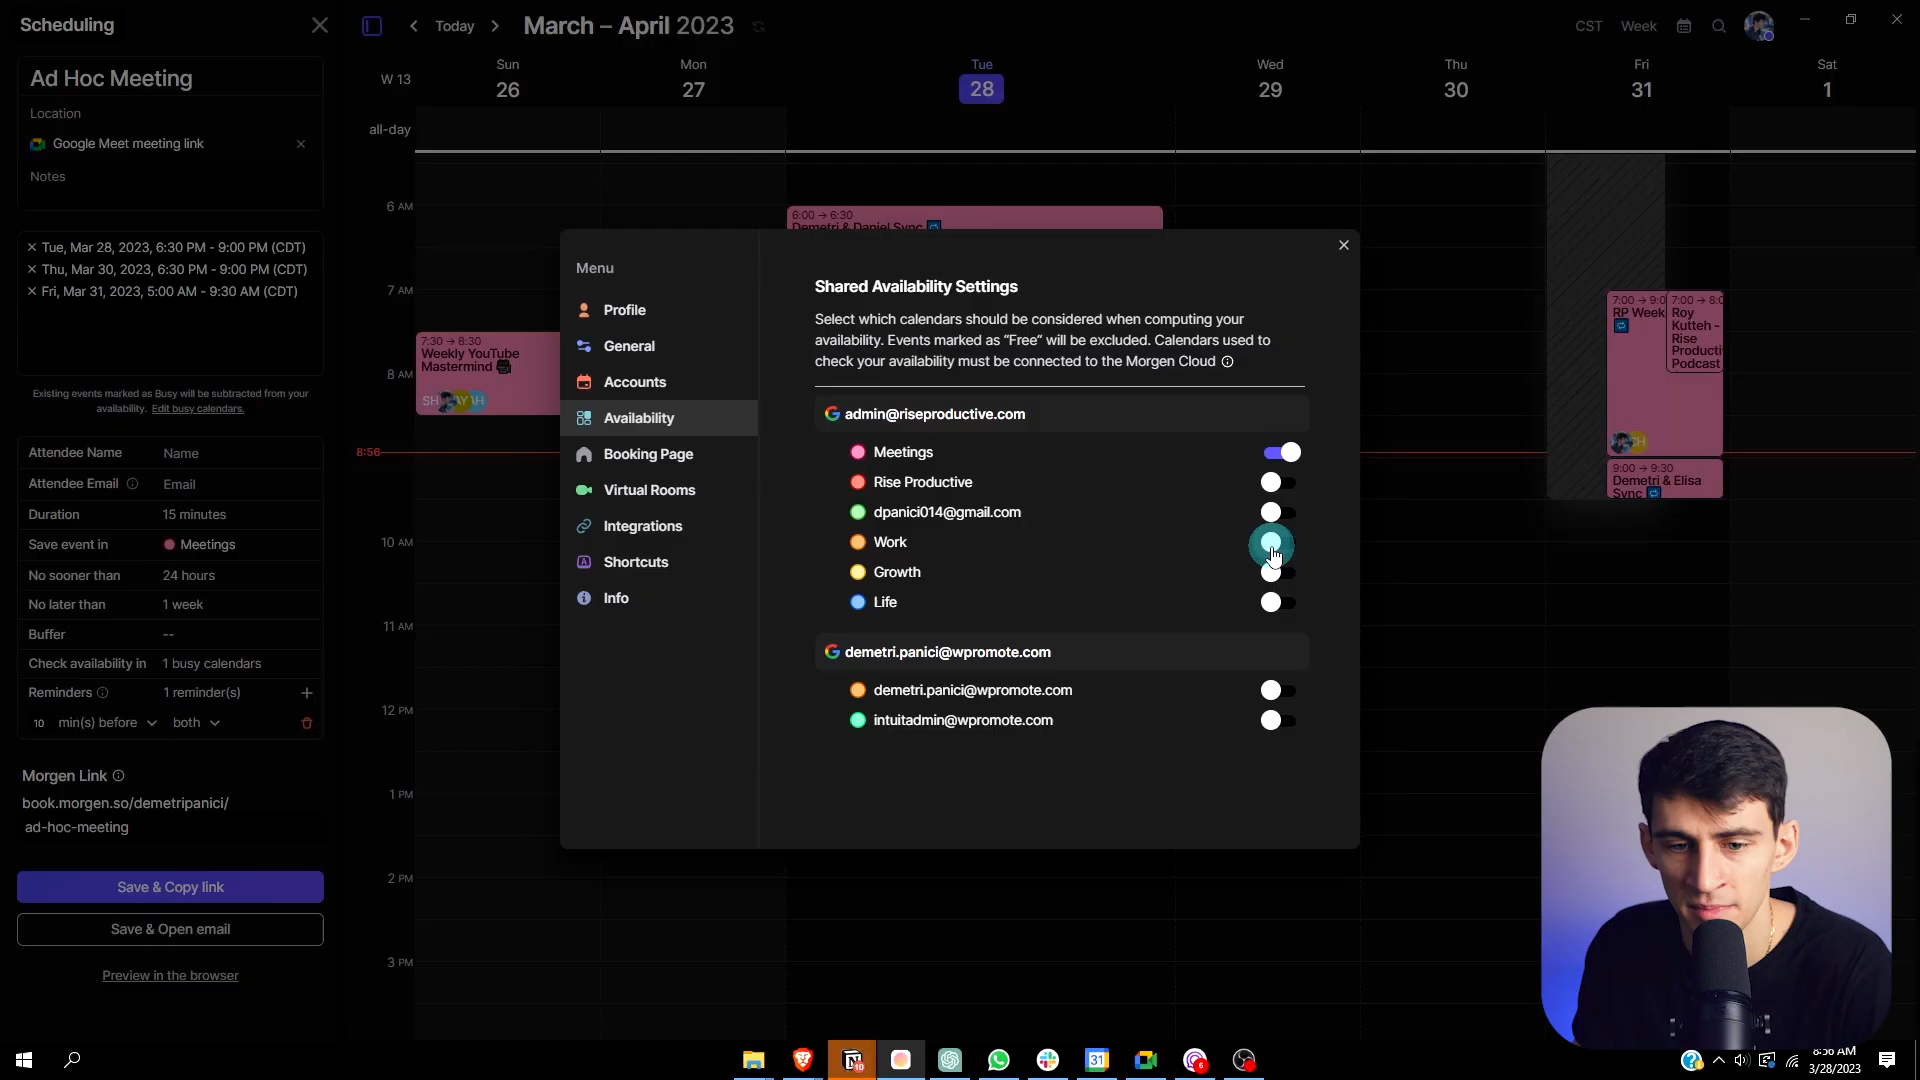 Scheduling
Today
March – April 2023
CST
Week
Ad Hoc Meeting
Location
Google Meet meeting link
Notes
Tue, Mar 28, 2023, 6:30 PM - 9:00 PM (CDT)
Thu, Mar 30, 2023, 6:30 PM - 9:00 PM (CDT)
Fri, Mar 31, 2023, 5:00 AM - 9:30 AM (CDT)
Existing events marked as Busy will be subtracted from your
availability. Edit busy calendars.
Attendee Name Name
Attendee Email Email
Duration 15 minutes
Save event in Meetings
No sooner than 24 hours
No later than 1 week
Buffer --
Check availability in 1 busy calendars
Reminders 1 reminder(s)
10 min(s) before both
Morgen Link
book.morgen.so/demetripanici/
ad-hoc-meeting
Save & Copy link
Save & Open email
Preview in the browser
W 13
Sun
26
Mon
27
Tue
28
Wed
29
Thu
30
Fri
31
Sat
1
all-day
6 AM
7 AM
8 AM
8:56
10 AM
11 AM
12 PM
1 PM
2 PM
3 PM
7:30 → 8:30
Weekly YouTube
Mastermind
6:00 → 6:30
Demetri & Daniel Sync
7:00 → 9:0
RP Week
7:00 → 8:0
Roy
Kutteh -
Rise
Producti
Podcast
9:00 → 9:30
Demetri & Elisa
Sync
Menu
Profile
General
Accounts
Availability
Booking Page
Virtual Rooms
Integrations
Shortcuts
Info
Shared Availability Settings
Select which calendars should be considered when computing your
availability. Events marked as “Free” will be excluded. Calendars used to
check your availability must be connected to the Morgen Cloud
admin@riseproductive.com
Meetings
Rise Productive
dpanici014@gmail.com
Work
Growth
Life
demetri.panici@wpromote.com
demetri.panici@wpromote.com
intuitadmin@wpromote.com
10
31
6
8:56 AM
3/28/2023